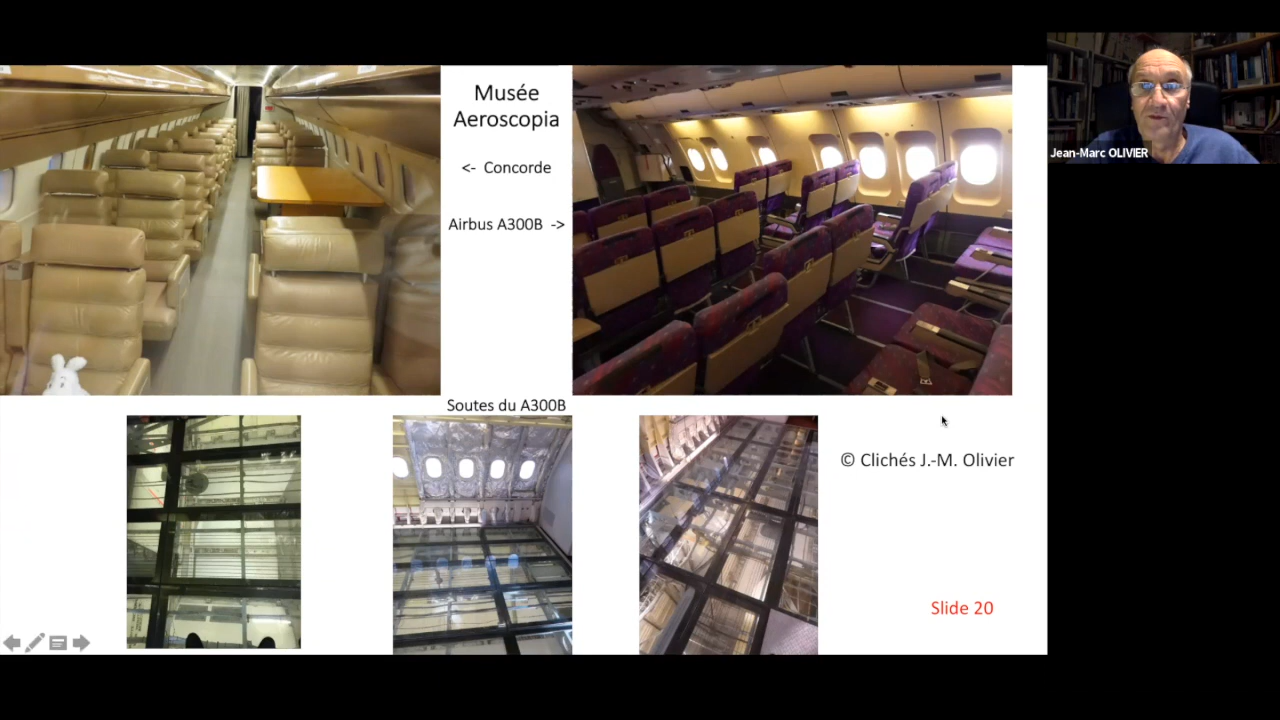 Musée
Aeroscopia
<- Concorde
Airbus A300B ->
Soutes du A300B
© Clichés J.-M. Olivier
Slide 20
Jean-Marc OLIVIER